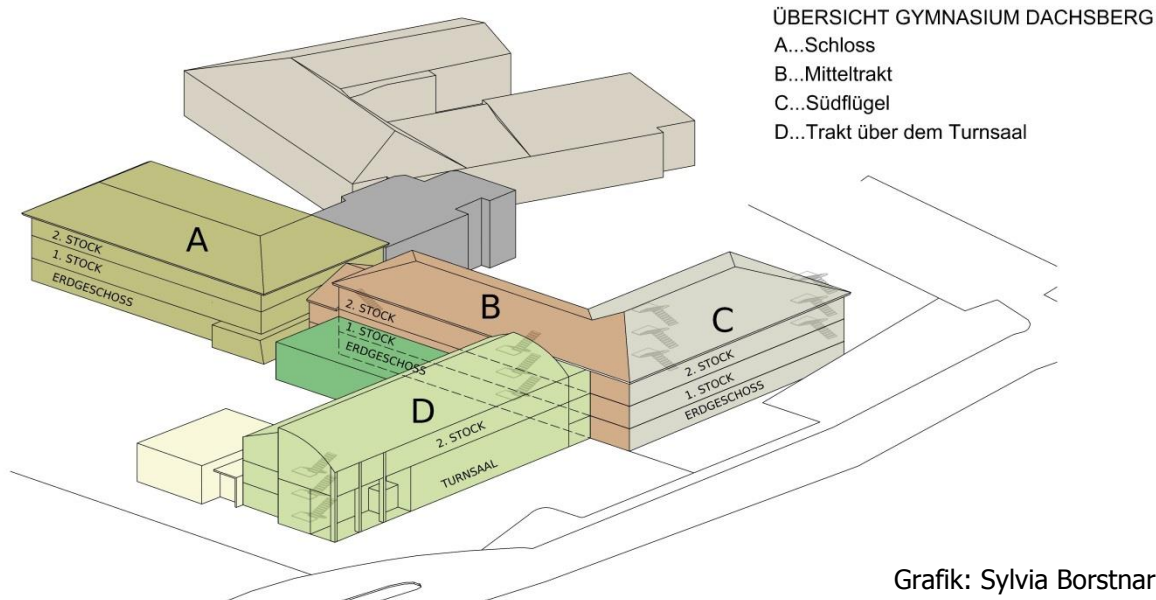 ÜBERSICHT GYMNASIUM DACHSBERG
A...Schloss
B...Mitteltrakt
C...Südflügel
D...Trakt über dem Turnsaal
A
2. STOCK
1. STOCK
ERDGESCHOSS
B
2. STOCK
1. STOCK
ERDGESCHOSS
C
2. STOCK
1. STOCK
ERDGESCHOSS
D
2. STOCK
TURNSAAL
Grafik: Sylvia Borstnar